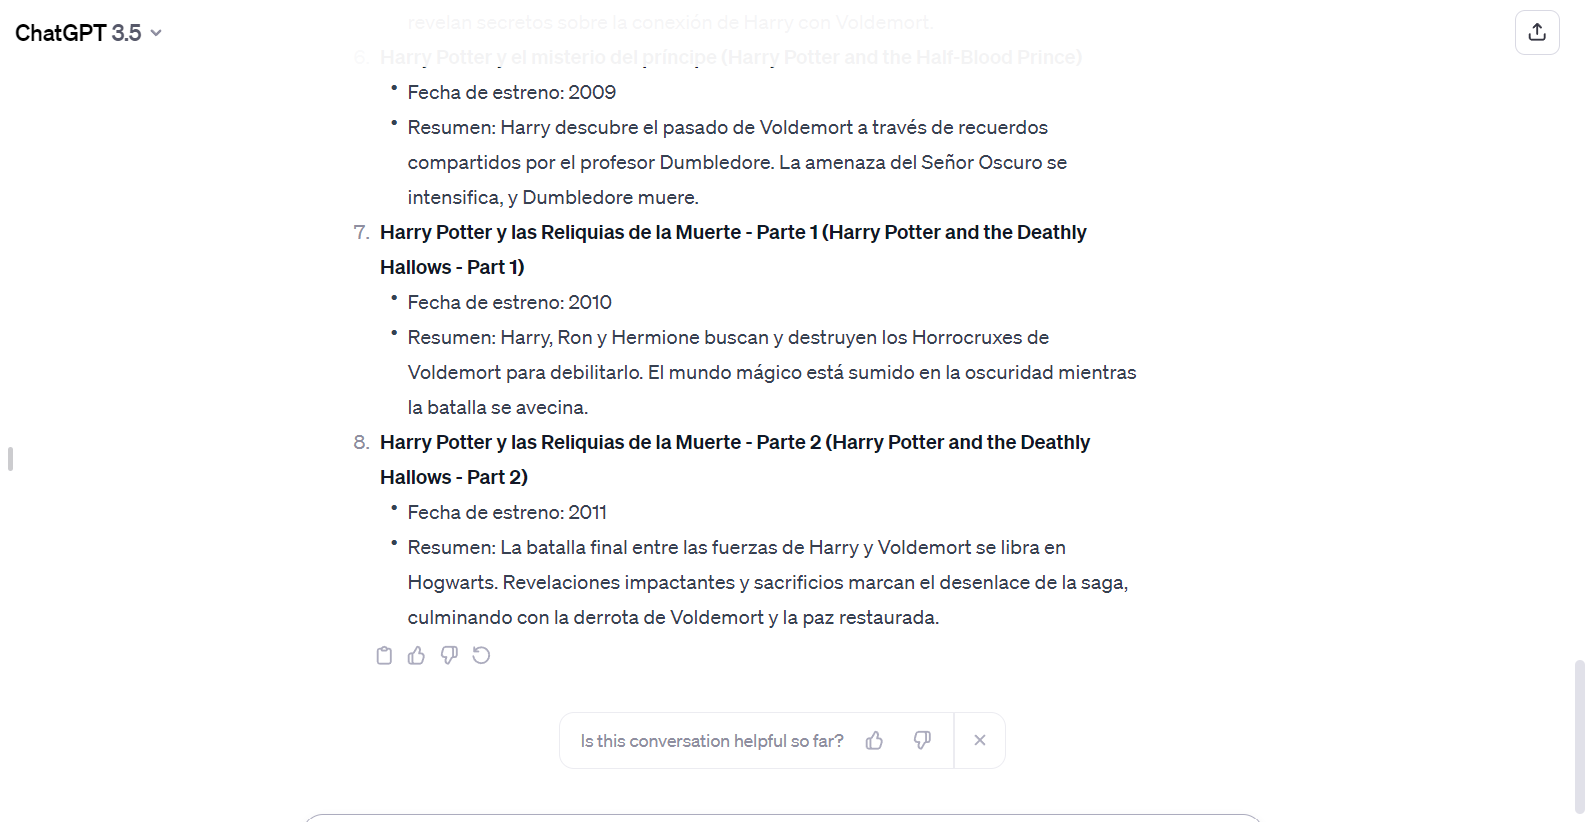 ChatGPT 3.5
revelan secretos sobre la conexión de Harry con Voldemort.
6. Harry Potter y el misterio del príncipe (Harry Potter and the Half-Blood Prince)
• Fecha de estreno: 2009
• Resumen: Harry descubre el pasado de Voldemort a través de recuerdos
compartidos por el profesor Dumbledore. La amenaza del Señor Oscuro se
intensifica, y Dumbledore muere.
7. Harry Potter y las Reliquias de la Muerte - Parte 1 (Harry Potter and the Deathly
Hallows - Part 1)
• Fecha de estreno: 2010
• Resumen: Harry, Ron y Hermione buscan y destruyen los Horrocruxes de
Voldemort para debilitarlo. El mundo mágico está sumido en la oscuridad mientras
la batalla se avecina.
8. Harry Potter y las Reliquias de la Muerte - Parte 2 (Harry Potter and the Deathly
Hallows - Part 2)
• Fecha de estreno: 2011
• Resumen: La batalla final entre las fuerzas de Harry y Voldemort se libra en
Hogwarts. Revelaciones impactantes y sacrificios marcan el desenlace de la saga,
culminando con la derrota de Voldemort y la paz restaurada.
Is this conversation helpful so far?